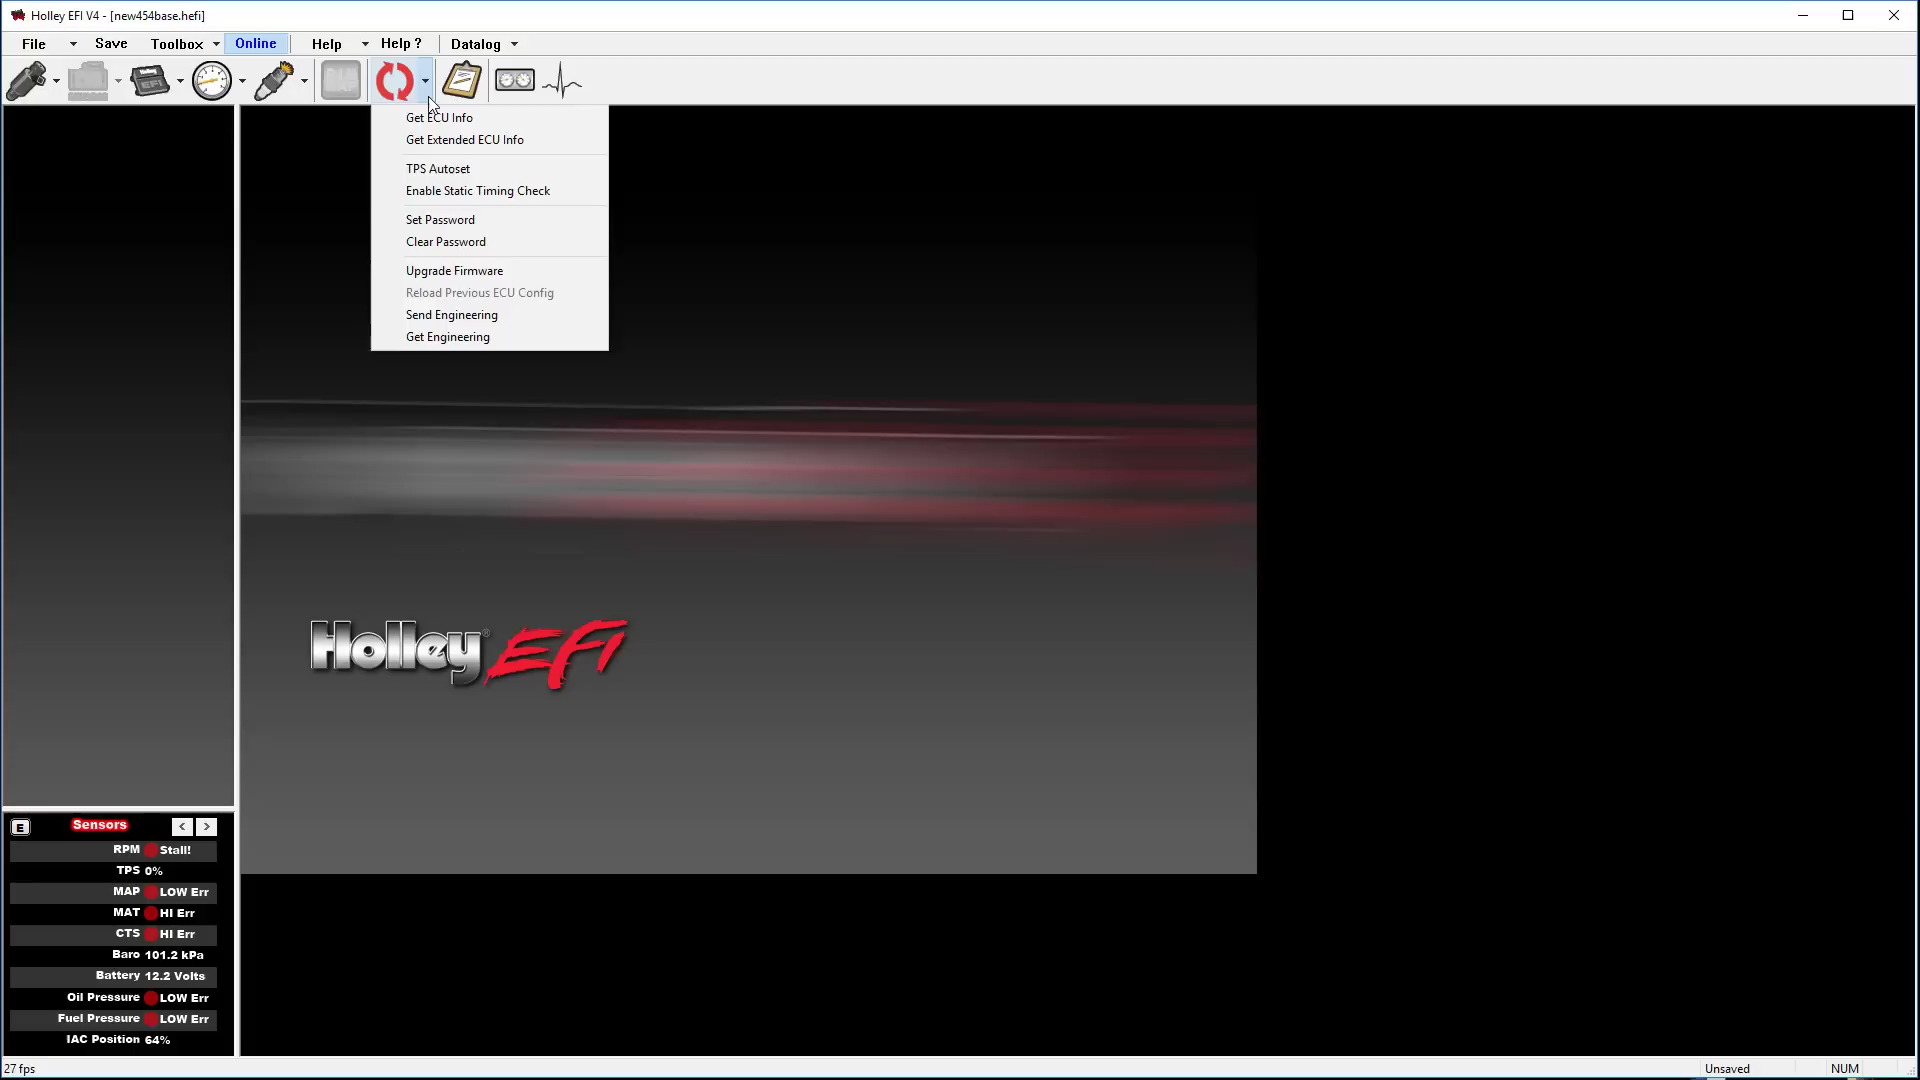 Holley EFI V4 - [new454base.hefi]
File Save Toolbox Online Help Help ? Datalog
EFI
Get ECU Info
Get Extended ECU Info
TPS Autoset
Enable Static Timing Check
Set Password
Clear Password
Upgrade Firmware
Reload Previous ECU Config
Send Engineering
Get Engineering
Holley® EFI
E Sensors < >
RPM Stall!
TPS 0%
MAP LOW Err
MAT HI Err
CTS HI Err
Baro 101.2 kPa
Battery 12.2 Volts
Oil Pressure LOW Err
Fuel Pressure LOW Err
IAC Position 64%
27 fps Unsaved NUM